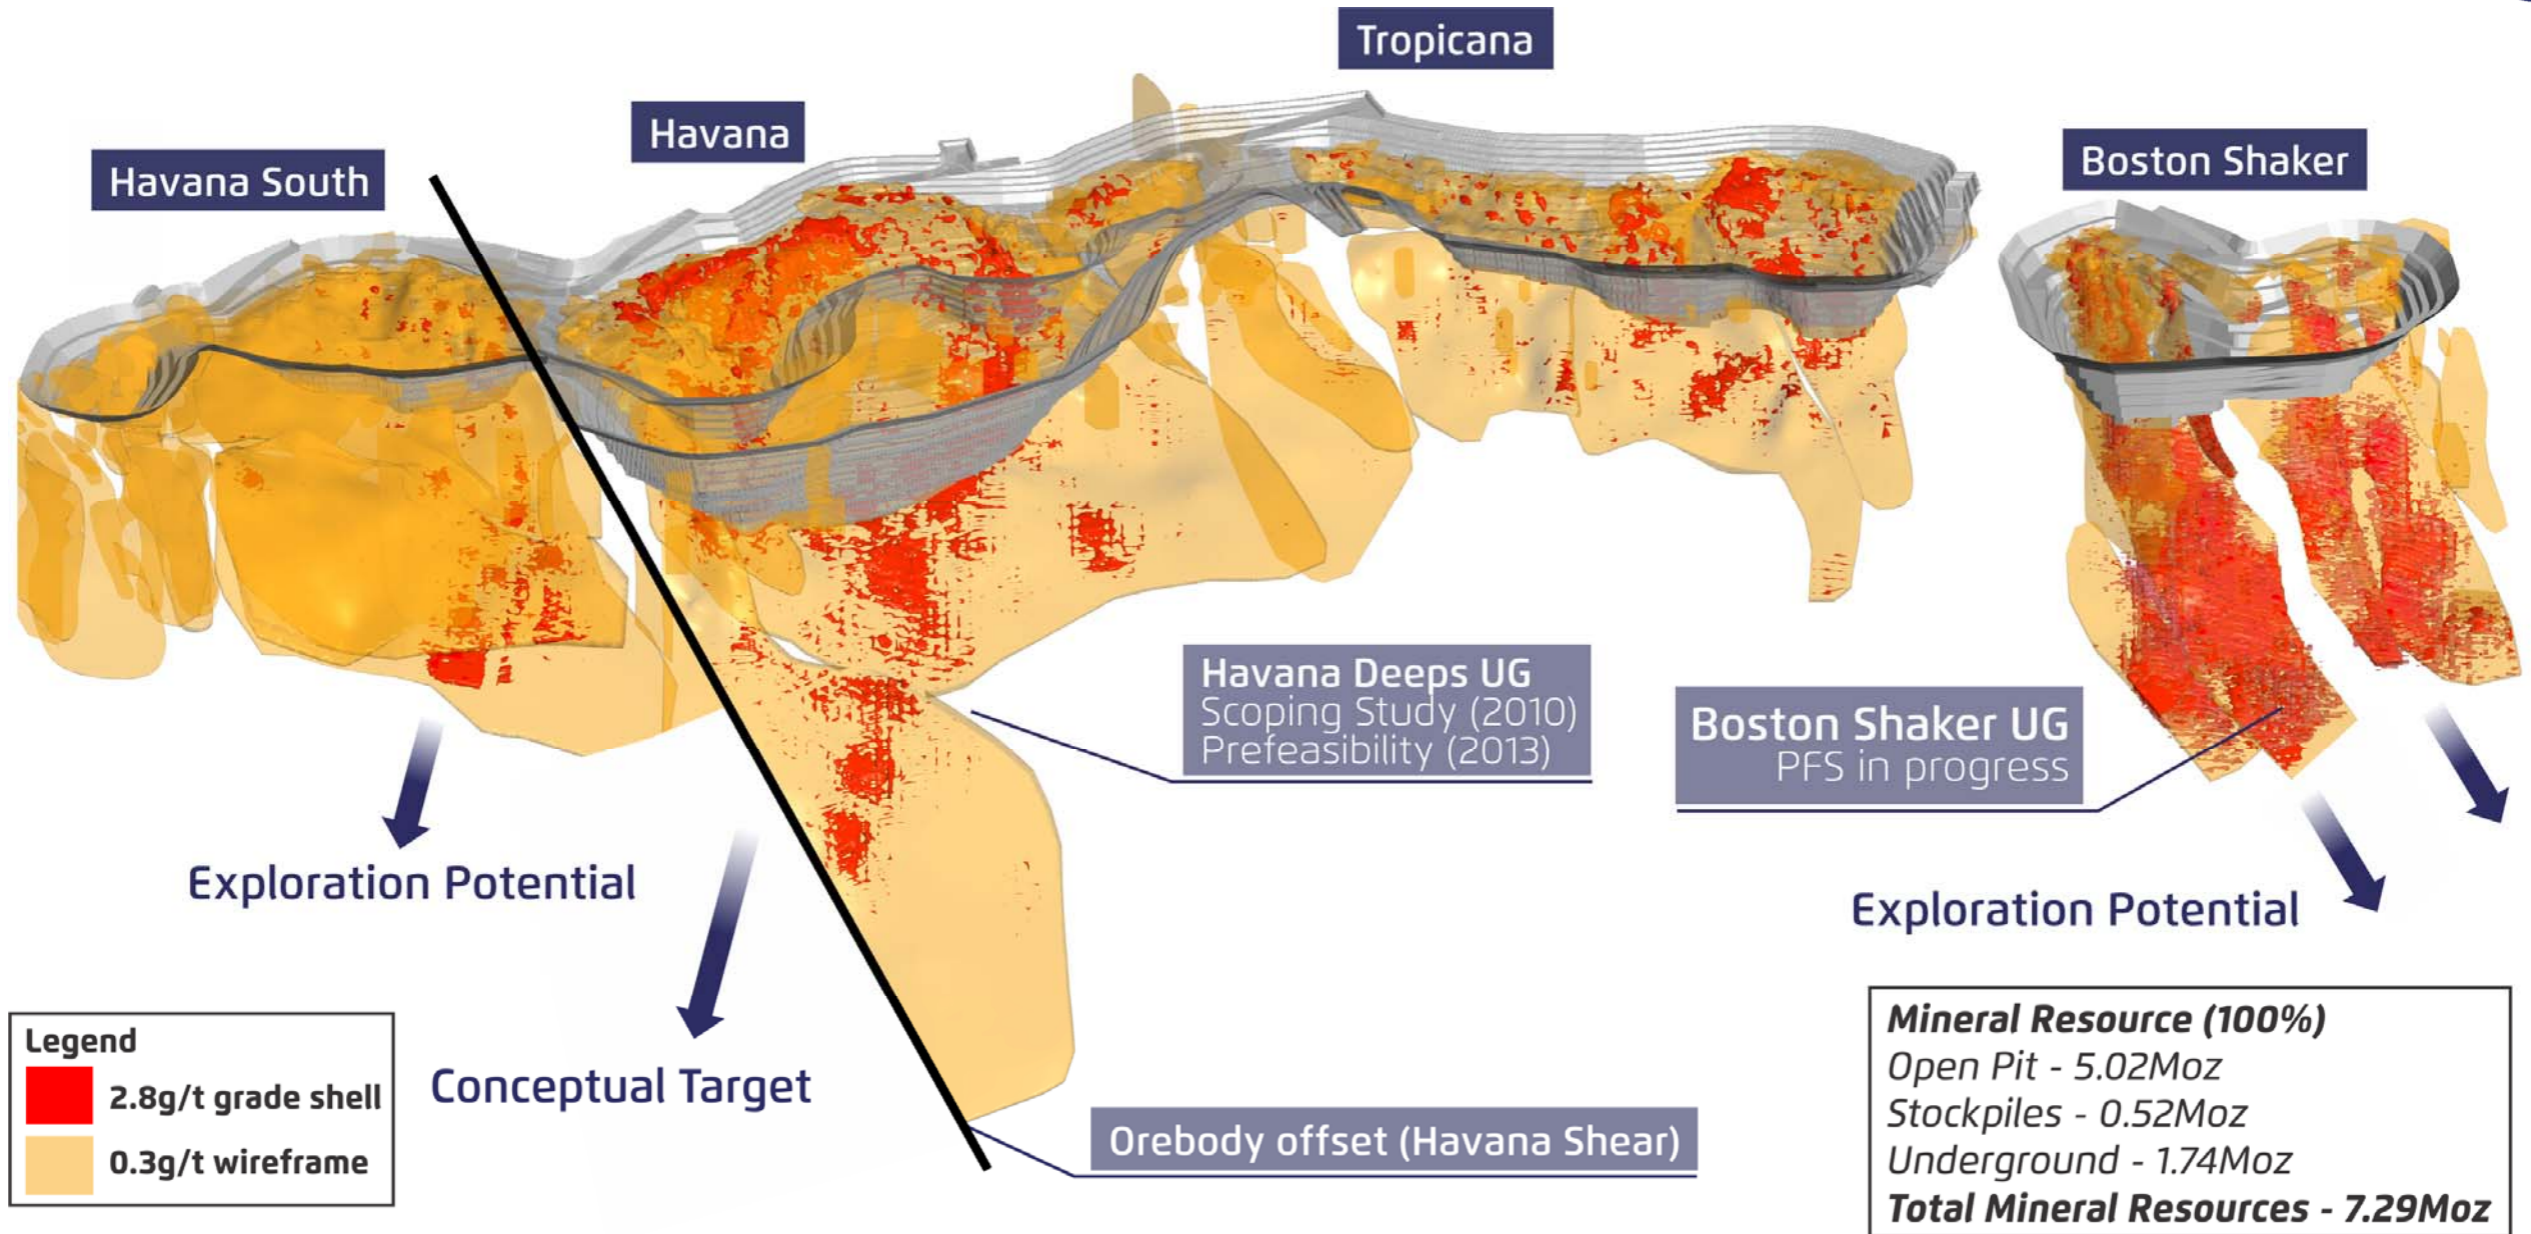 Tropicana
Havana
Boston Shaker
Havana South
Havana Deeps UG
Scoping Study (2010)
Prefeasibility (2013)
Boston Shaker UG
PFS in progress
Exploration Potential
Exploration Potential
Conceptual Target
Orebody offset (Havana Shear)
Legend
2.8g/t grade shell
0.3g/t wireframe
Mineral Resource (100%)
Open Pit - 5.02Moz
Stockpiles - 0.52Moz
Underground - 1.74Moz
Total Mineral Resources - 7.29Moz